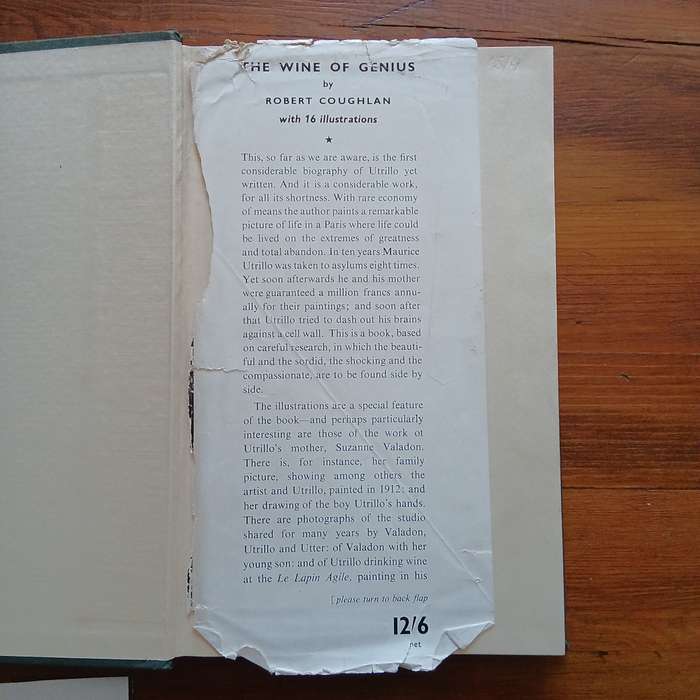 THE WINE OF GENIUS
by
ROBERT COUGHLAN
with 16 illustrations
★
This, so far as we are aware, is the first
considerable biography of Utrillo yet
written. And it is a considerable work,
for all its shortness. With rare economy
of means the author paints a remarkable
picture of life in a Paris where life could
be lived on the extremes of greatness
and total abandon. In ten years Maurice
Utrillo was taken to asylums eight times.
Yet soon afterwards he and his mother
were guaranteed a million francs annu-
ally for their paintings; and soon after
that Utrillo tried to dash out his brains
against a cell wall. This is a book, based
on careful research, in which the beauti-
ful and the sordid, the shocking and the
compassionate, are to be found side by
side.
The illustrations are a special feature
of the book—and perhaps particularly
interesting are those of the work of
Utrillo's mother, Suzanne Valadon.
There is, for instance, her family
picture, showing among others the
artist and Utrillo, painted in 1912: and
her drawing of the boy Utrillo's hands.
There are photographs of the studio
shared for many years by Valadon,
Utrillo and Utter: of Valadon with her
young son: and of Utrillo drinking wine
at the Le Lapin Agile, painting in his
[please turn to back flap
12/6
net